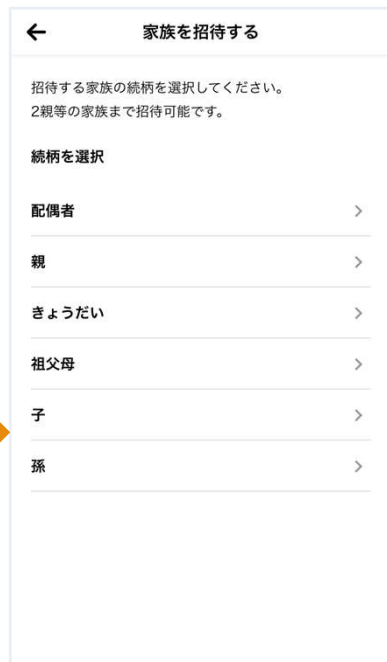 家族を招待する
招待する家族の続柄を選択してください。
2親等の家族まで招待可能です。
続柄を選択
配偶者
親
きょうだい
祖父母
子
孫